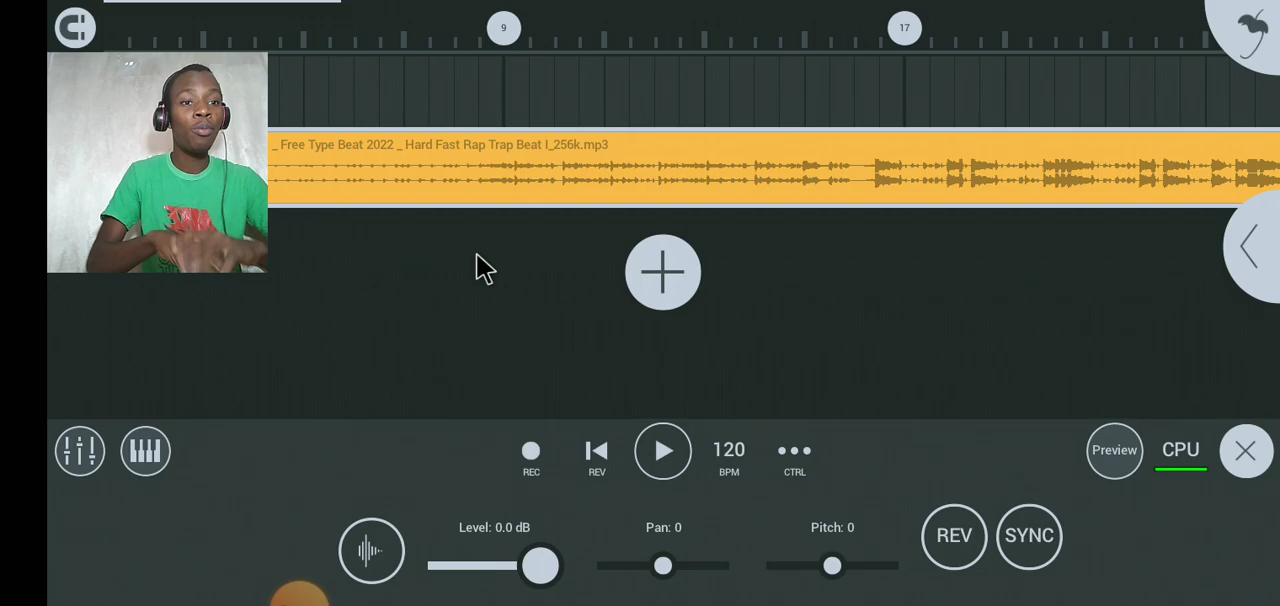 9
17
_ Free Type Beat 2022 _ Hard Fast Rap Trap Beat I_256k.mp3
120
Preview
CPU
REC
REV
BPM
CTRL
Level: 0.0 dB
Pan: 0
Pitch: 0
REV
SYNC